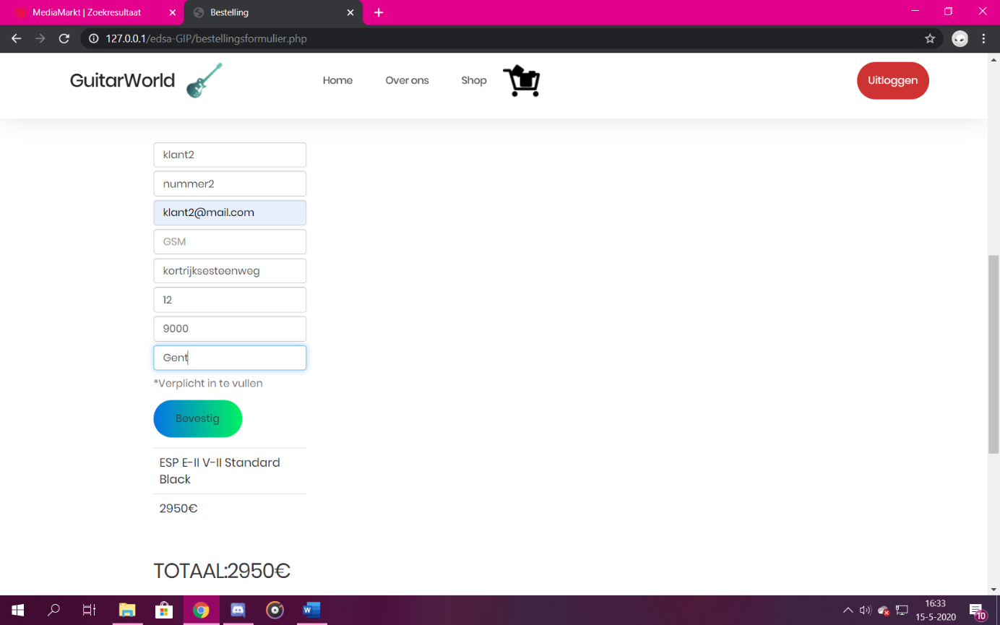 MediaMarkt | Zoekresultaat
Bestelling
127.0.0.1/edsa-GIP/bestellingsformulier.php
GuitarWorld
Home
Over ons
Shop
Uitloggen
klant2
nummer2
klant2@mail.com
GSM
kortrijksesteenweg
12
9000
Gent
*Verplicht in te vullen
Bevestig
ESP E-II V-II Standard
Black
2950€
TOTAAL:2950€
16:33
15-5-2020
10